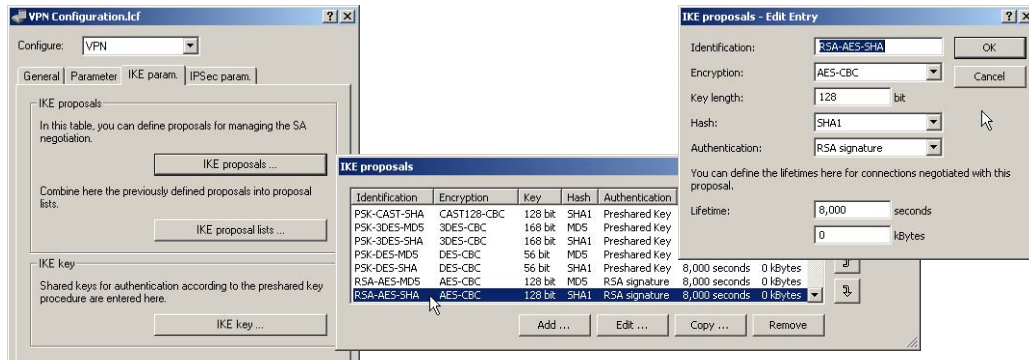 VPN Configuration.lcf
Configure: VPN
General Parameter IKE param. IPSec param.
IKE proposals
In this table, you can define proposals for managing the SA
negotiation.
IKE proposals ...
Combine here the previously defined proposals into proposal
lists.
IKE proposal lists ...
IKE key
Shared keys for authentication according to the preshared key
procedure are entered here.
IKE key ...
IKE proposals
Identification Encryption Key Hash Authentication
PSK-CAST-SHA CAST128-CBC 128 bit SHA1 Preshared Key
PSK-3DES-MD5 3DES-CBC 168 bit MD5 Preshared Key
PSK-3DES-SHA 3DES-CBC 168 bit SHA1 Preshared Key
PSK-DES-MD5 DES-CBC 56 bit MD5 Preshared Key
PSK-DES-SHA DES-CBC 56 bit SHA1 Preshared Key 8,000 seconds 0 kBytes
RSA-AES-MD5 AES-CBC 128 bit MD5 RSA signature 8,000 seconds 0 kBytes
RSA-AES-SHA AES-CBC 128 bit SHA1 RSA signature 8,000 seconds 0 kBytes
Add ... Edit ... Copy ... Remove
IKE proposals - Edit Entry
Identification: RSA-AES-SHA OK
Encryption: AES-CBC Cancel
Key length: 128 bit
Hash: SHA1
Authentication: RSA signature
You can define the lifetimes here for connections negotiated with this
proposal.
Lifetime: 8,000 seconds
0 kBytes